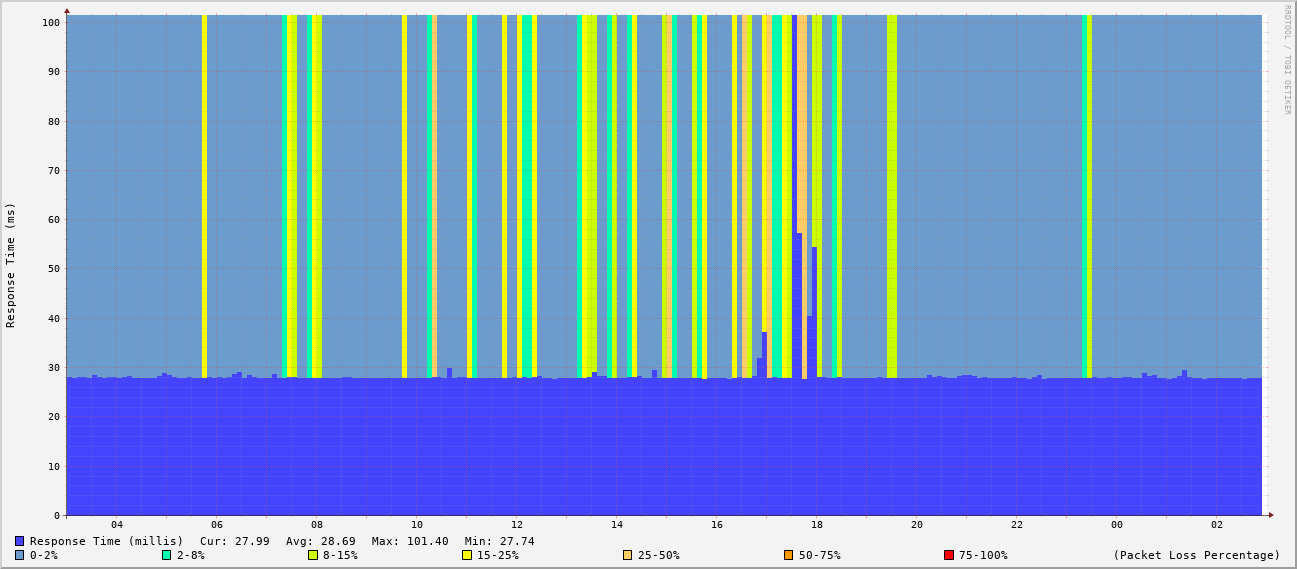 RRDTOOL / TOBI OETIKER
Response Time (ms)
100
90
80
70
60
50
40
30
20
10
0
04 06 08 10 12 14 16 18 20 22 00 02
Response Time (millis) Cur: 27.99 Avg: 28.69 Max: 101.40 Min: 27.74
0-2% 2-8% 8-15% 15-25% 25-50% 50-75% 75-100% (Packet Loss Percentage)